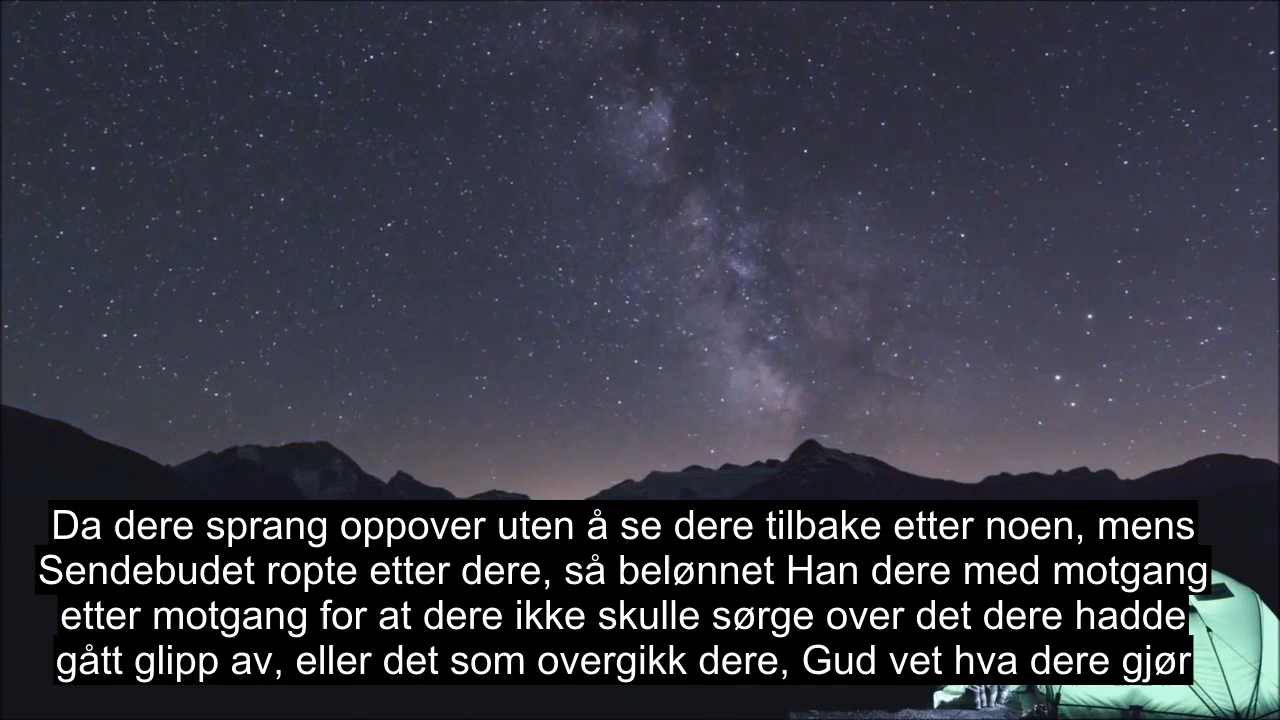 Da dere sprang oppover uten å se dere tilbake etter noen, mens
Sendebudet ropte etter dere, så belønnet Han dere med motgang
etter motgang for at dere ikke skulle sørge over det dere hadde
gått glipp av, eller det som overgikk dere, Gud vet hva dere gjør